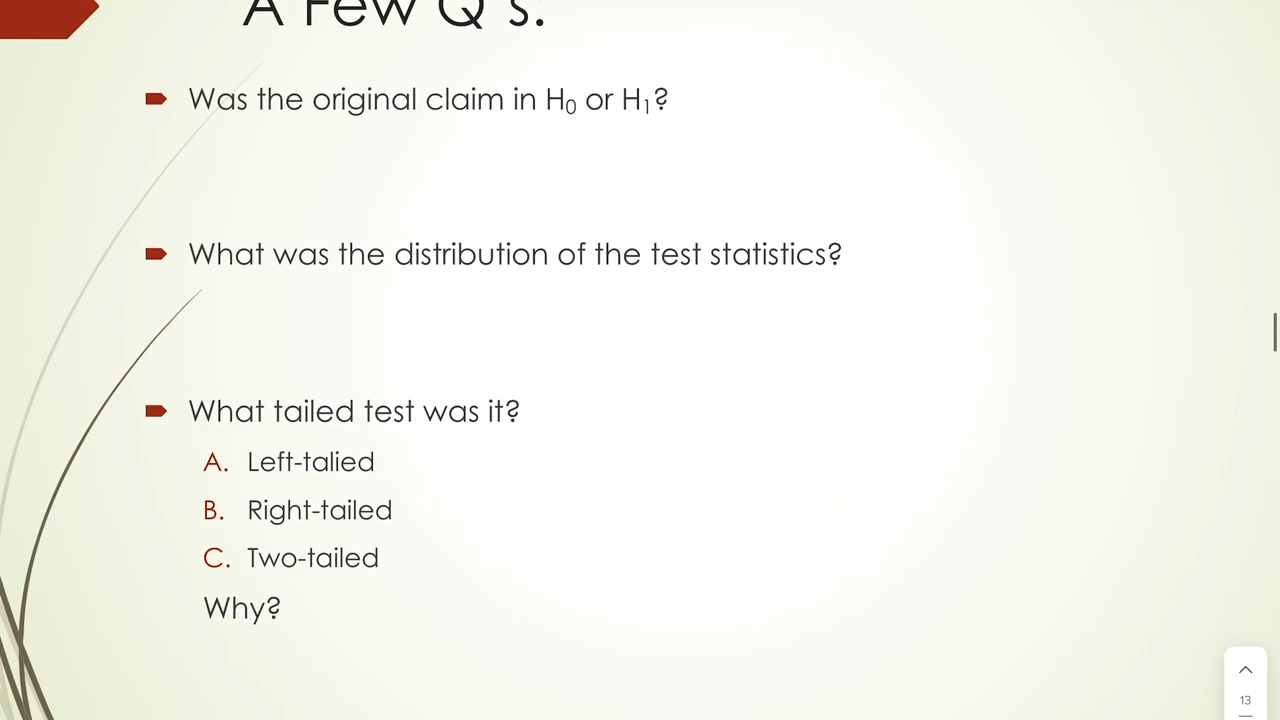 A Few Q's:
Was the original claim in H₀ or H₁?
What was the distribution of the test statistics?
What tailed test was it?
A. Left-talied
B. Right-tailed
C. Two-tailed
Why?
13